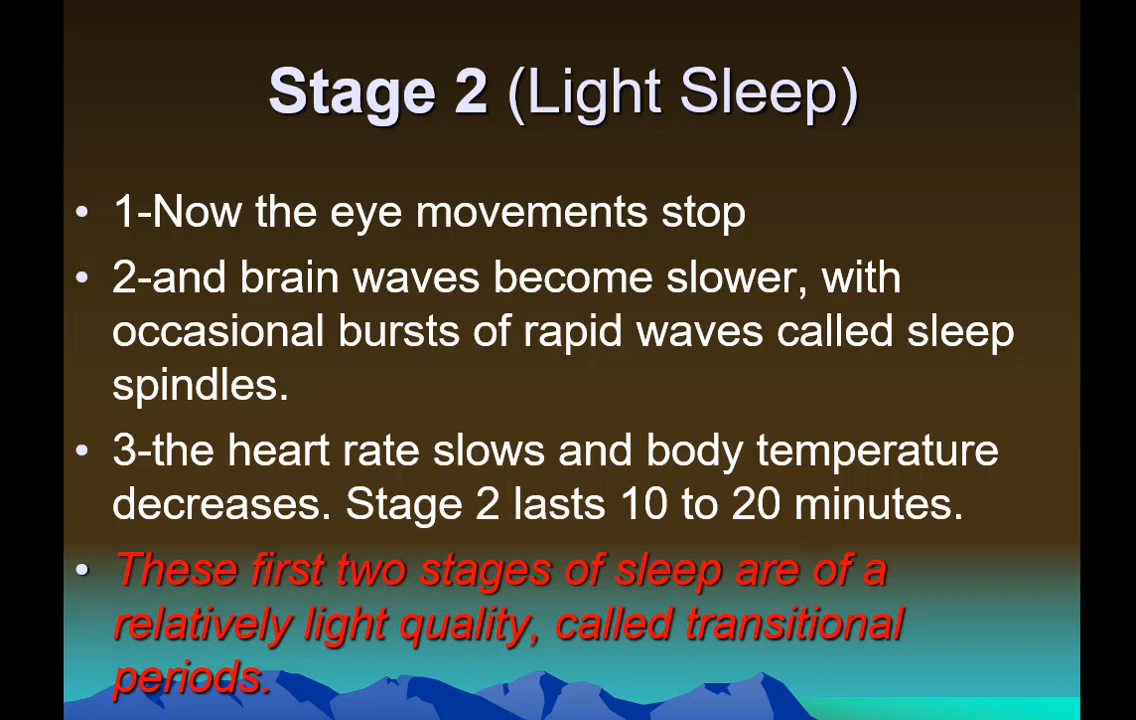 Stage 2 (Light Sleep)
• 1-Now the eye movements stop
• 2-and brain waves become slower, with
occasional bursts of rapid waves called sleep
spindles.
• 3-the heart rate slows and body temperature
decreases. Stage 2 lasts 10 to 20 minutes.
• These first two stages of sleep are of a
relatively light quality, called transitional
periods.